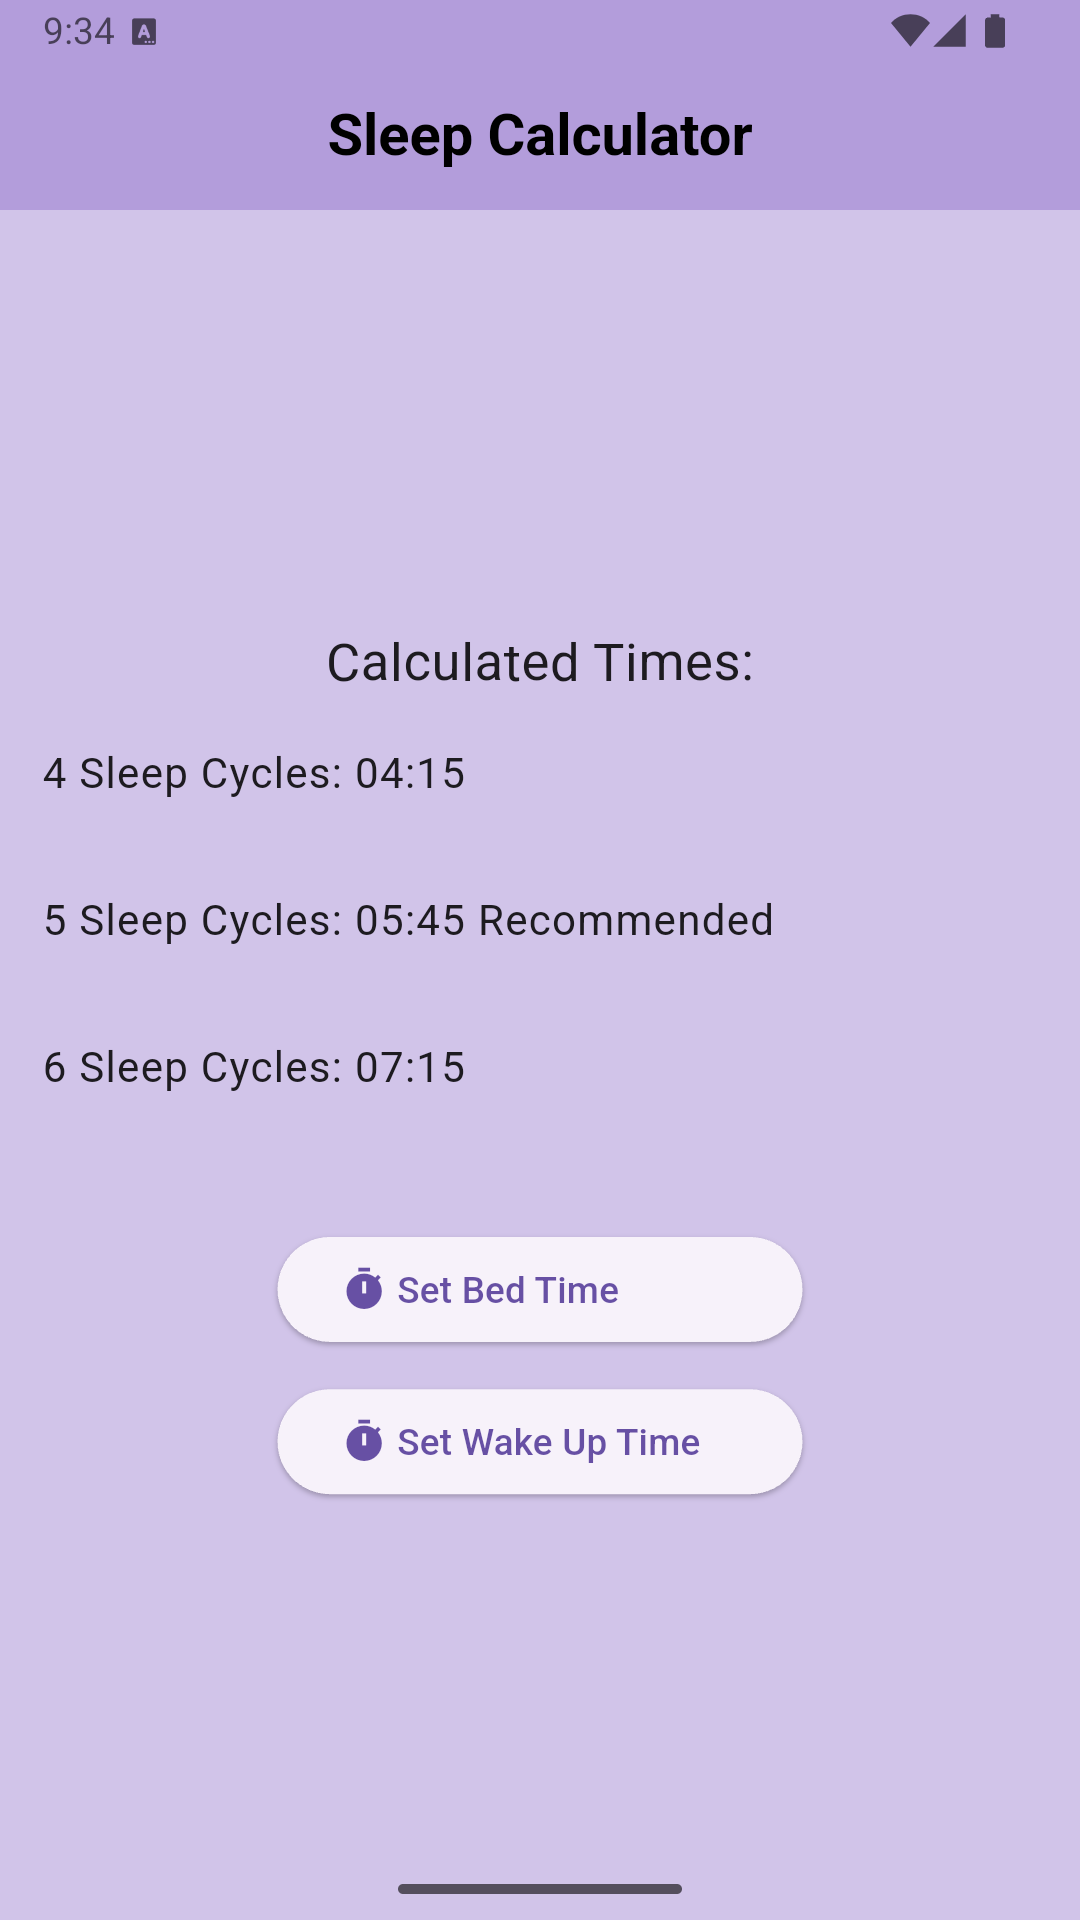 9:34
Sleep Calculator
Calculated Times:
4 Sleep Cycles: 04:15
5 Sleep Cycles: 05:45 Recommended
6 Sleep Cycles: 07:15
Set Bed Time
Set Wake Up Time